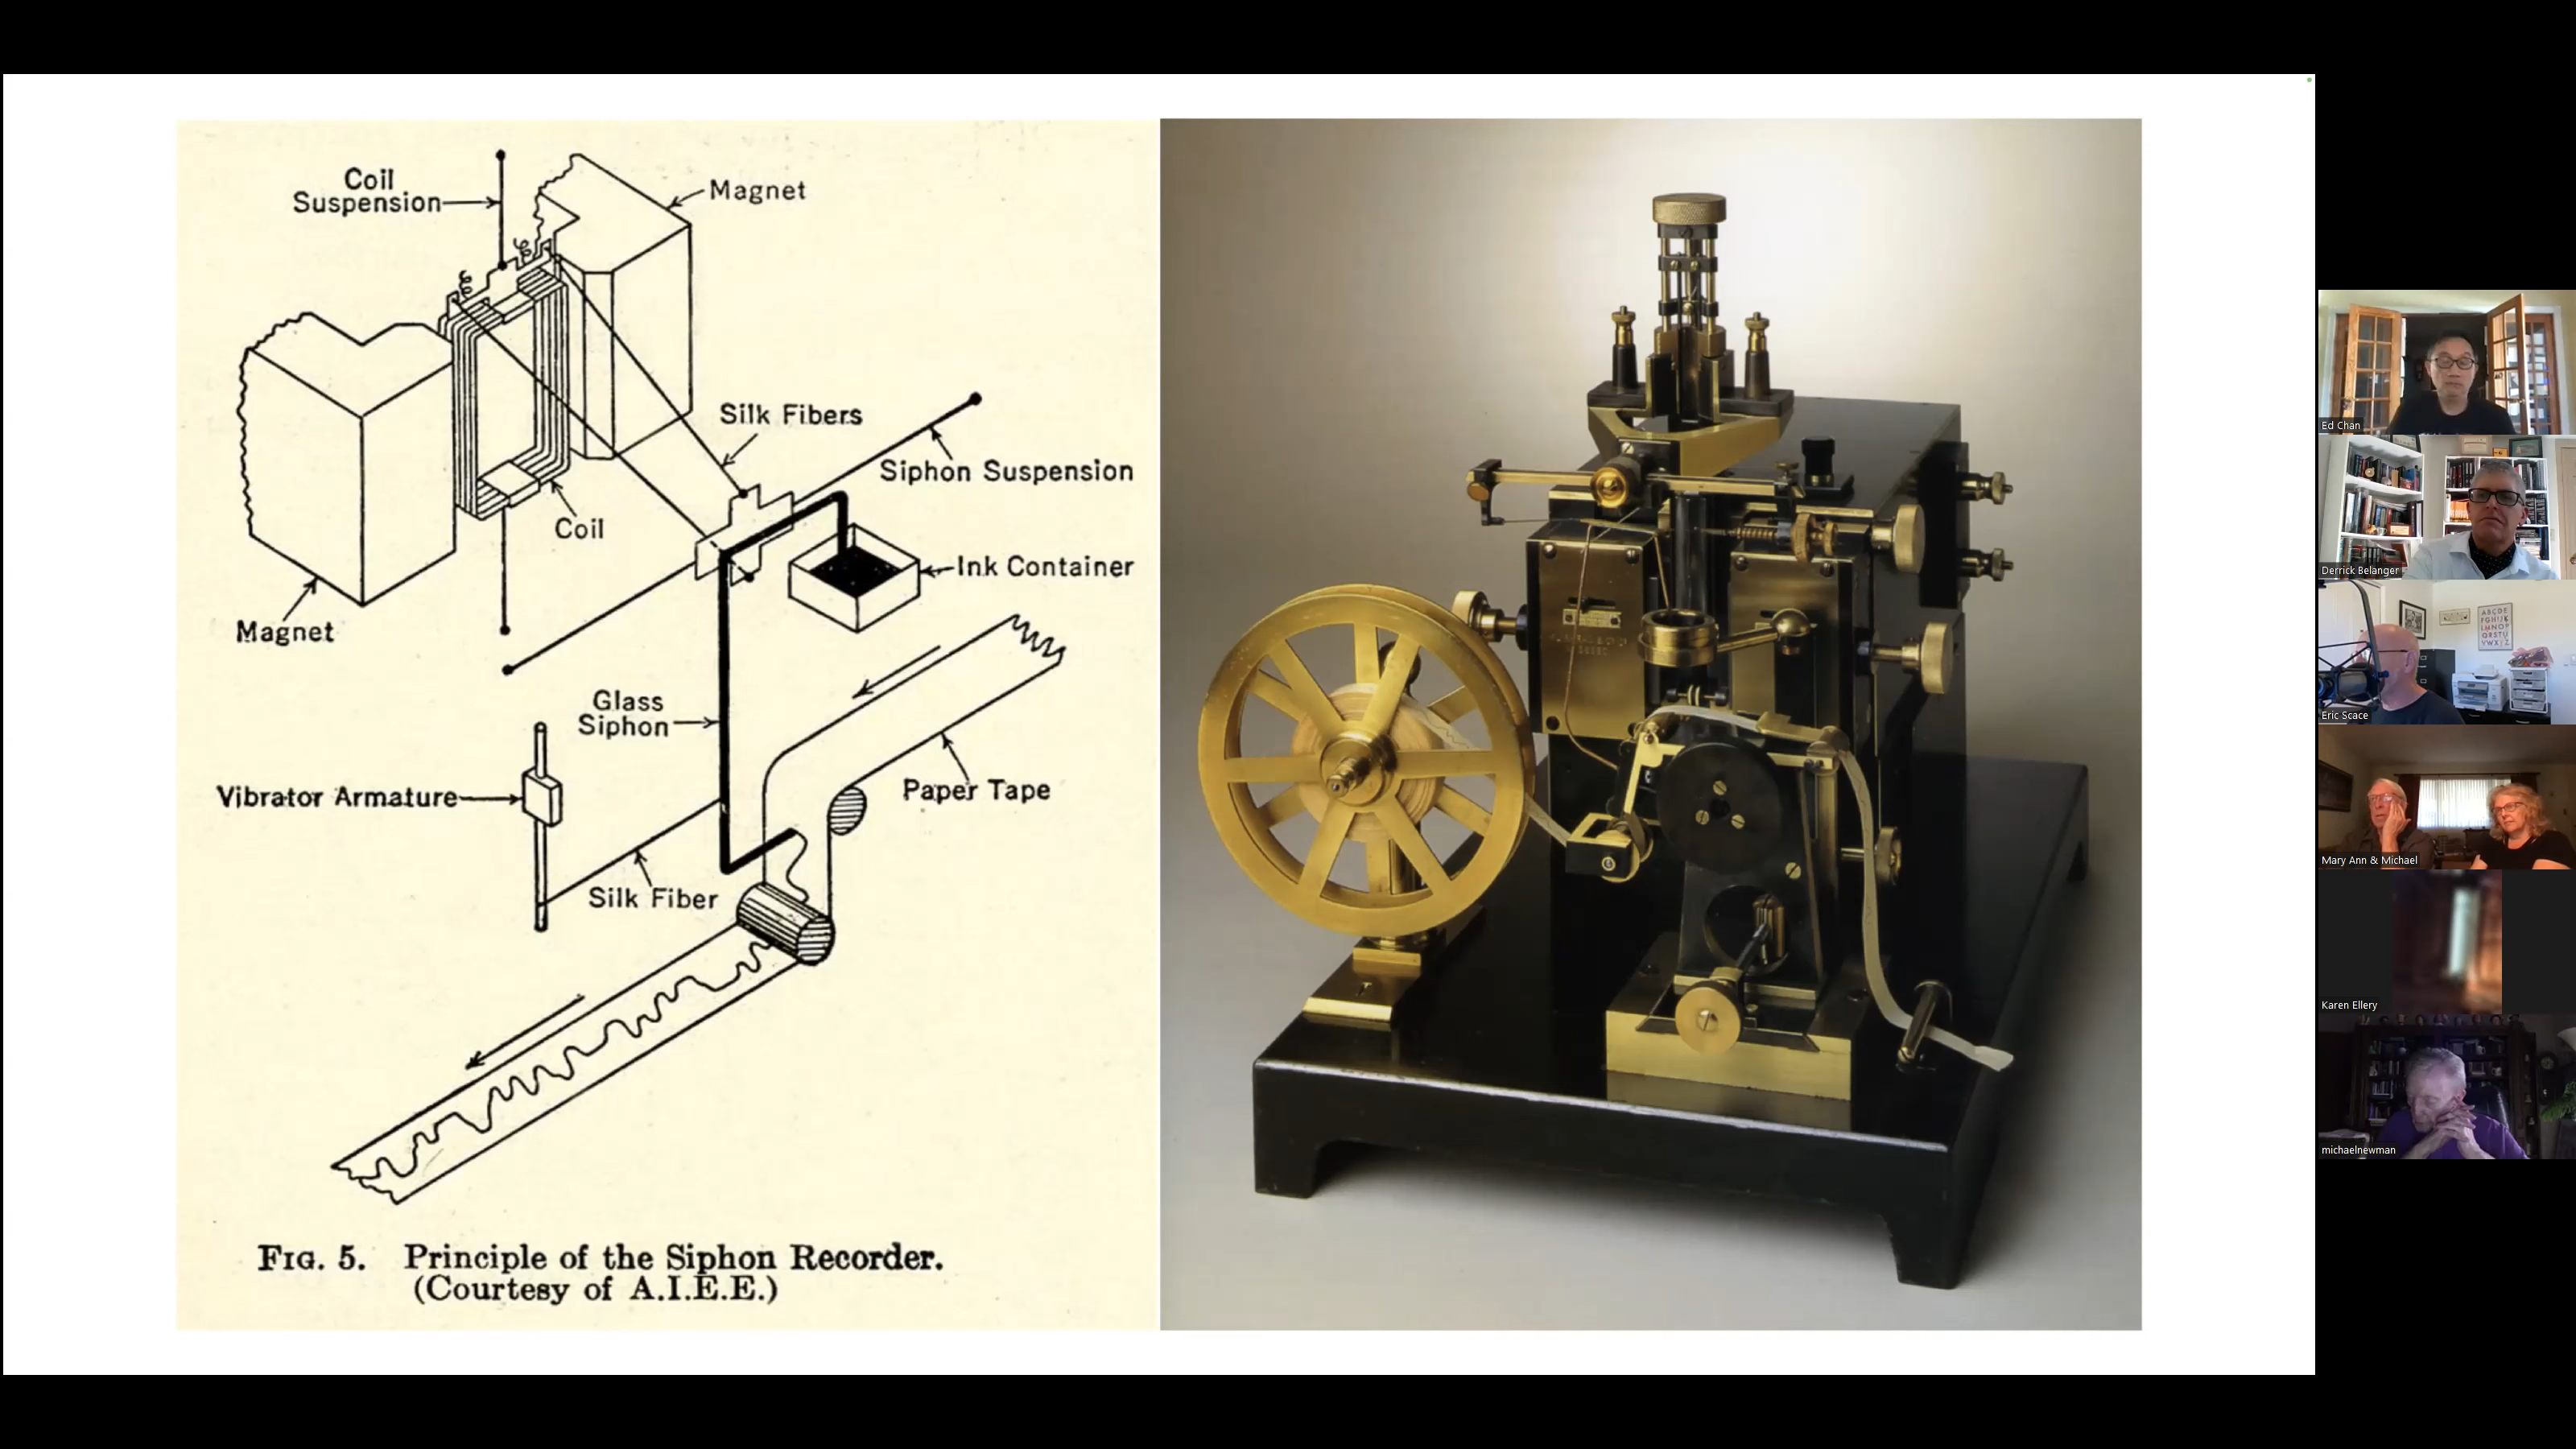 Coil
Suspension
Magnet
Silk Fibers
Siphon Suspension
Coil
Ink Container
Magnet
Glass
Siphon
Vibrator Armature
Paper Tape
Silk Fiber
FIG. 5. Principle of the Siphon Recorder.
(Courtesy of A.I.E.E.)
Ed Chan
Derrick Belanger
ABCDE
Eric Scace
Mary Ann & Michael
Karen Ellery
michaelnewman